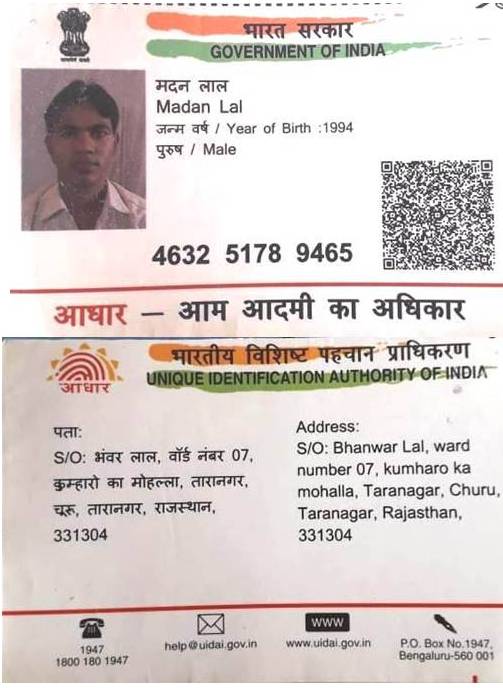 भारत सरकार
GOVERNMENT OF INDIA
मदन लाल
Madan Lal
जन्म वर्ष / Year of Birth :1994
पुरुष / Male
4632 5178 9465
आधार — आम आदमी का अधिकार
भारतीय विशिष्ट पहचान प्राधिकरण
UNIQUE IDENTIFICATION AUTHORITY OF INDIA
आधार
पता:
S/O: भंवर लाल, वॉर्ड नंबर 07,
कुम्हारो का मोहल्ला, तारानगर,
चूरू, तारानगर, राजस्थान,
331304
Address:
S/O: Bhanwar Lal, ward
number 07, kumharo ka
mohalla, Taranagar, Churu,
Taranagar, Rajasthan,
331304
1947
1800 180 1947
help@uidai.gov.in
www
www.uidai.gov.in
P.O. Box No.1947,
Bengaluru-560 001